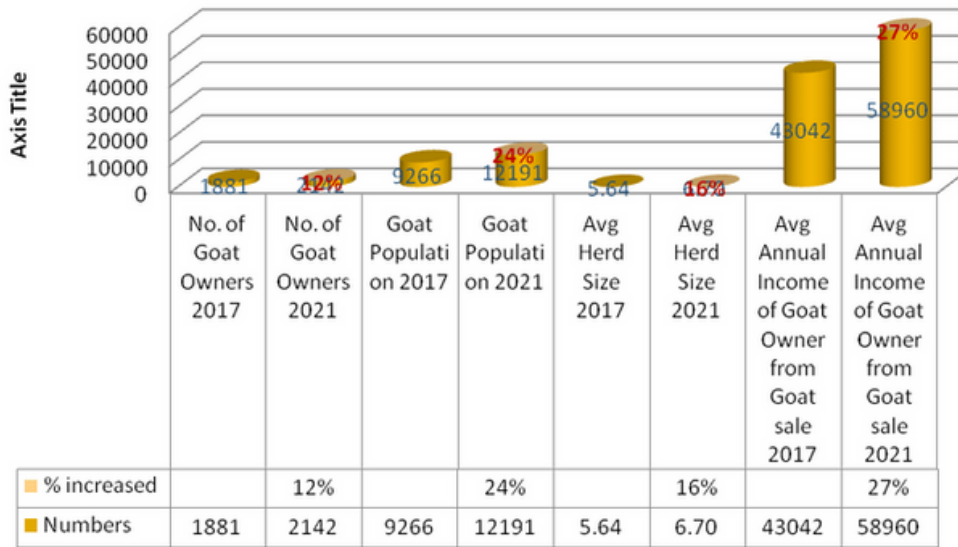 60000
50000
40000
30000
20000
10000
0
Axis Title
1881
12%
9266
24%
12191
5.64
16%
43042
27%
58960
No. of
Goat
Owners
2017
No. of
Goat
Owners
2021
Goat
Populati
on 2017
Goat
Populati
on 2021
Avg
Herd
Size
2017
Avg
Herd
Size
2021
Avg
Annual
Income
of Goat
Owner
from
Goat
sale
2017
Avg
Annual
Income
of Goat
Owner
from
Goat
sale
2021
% increased 12% 24% 16% 27%
Numbers 1881 2142 9266 12191 5.64 6.70 43042 58960